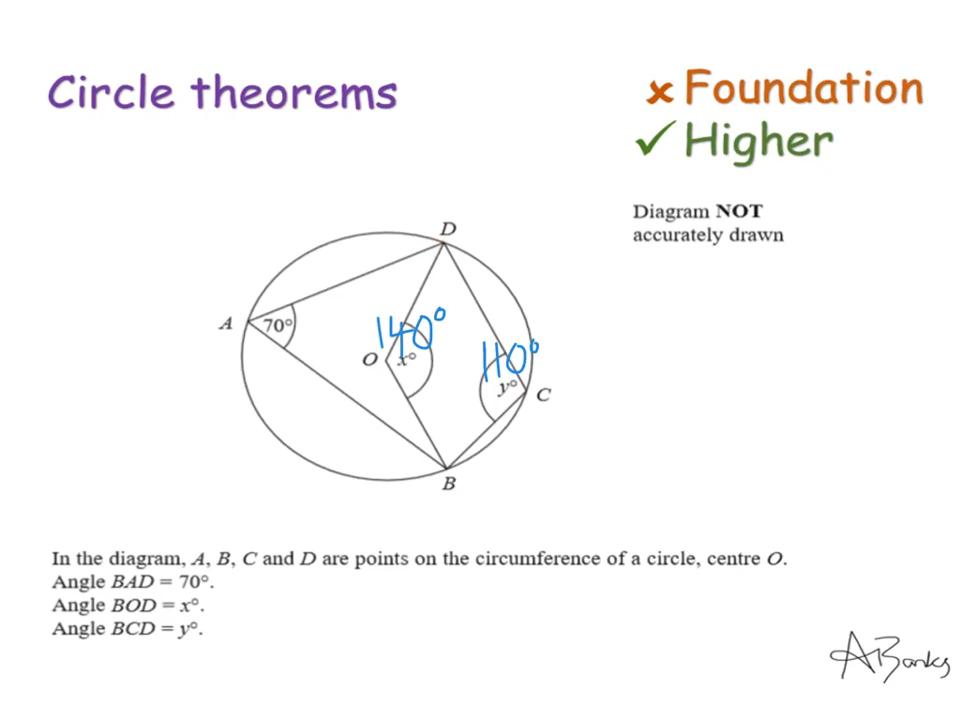 Circle theorems
✗ Foundation
✓ Higher
Diagram NOT
accurately drawn
D
A
70°
140°
O
x°
110°
y°
C
B
In the diagram, A, B, C and D are points on the circumference of a circle, centre O.
Angle BAD = 70°.
Angle BOD = x°.
Angle BCD = y°.
ABanks